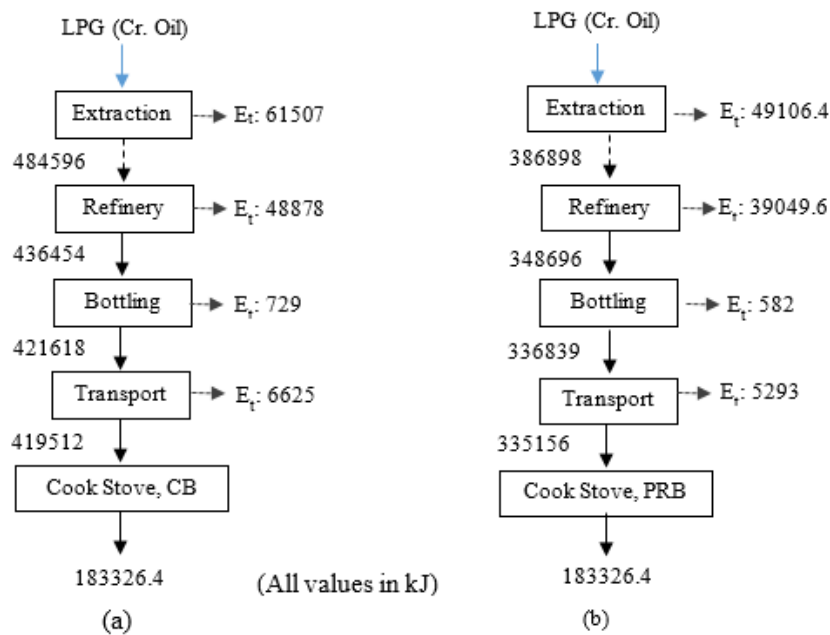 LPG (Cr. Oil)
Extraction
Et: 61507
484596
Refinery
Et: 48878
436454
Bottling
Et: 729
421618
Transport
Et: 6625
419512
Cook Stove, CB
183326.4
(a)
(All values in kJ)
LPG (Cr. Oil)
Extraction
Et: 49106.4
386898
Refinery
Et: 39049.6
348696
Bottling
Et: 582
336839
Transport
Et: 5293
335156
Cook Stove, PRB
183326.4
(b)